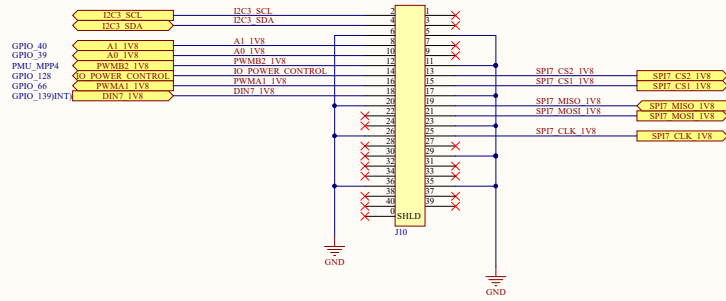 I2C3_SCL I2C3_SCL 2 1
I2C3_SDA I2C3_SDA 4 3
6 5
GPIO_40 A1_1V8 A1_1V8 8 7
GPIO_39 A0_1V8 A0_1V8 10 9
PMU_MPP4 PWMB2_1V8 PWMB2_1V8 12 11
GPIO_128 IO_POWER_CONTROL IO_POWER_CONTROL 14 13 SPI7_CS2_1V8 SPI7_CS2_1V8
GPIO_66 PWMA1_1V8 PWMA1_1V8 16 15 SPI7_CS1_1V8 SPI7_CS1_1V8
GPIO_139)INT) DIN7_1V8 DIN7_1V8 18 17
20 19 SPI7_MISO_1V8 SPI7_MISO_1V8
22 21 SPI7_MOSI_1V8 SPI7_MOSI_1V8
24 23
26 25 SPI7_CLK_1V8 SPI7_CLK_1V8
28 27
30 29
32 31
34 33
36 35
38 37
40 39
0 SHLD
J10
GND
GND